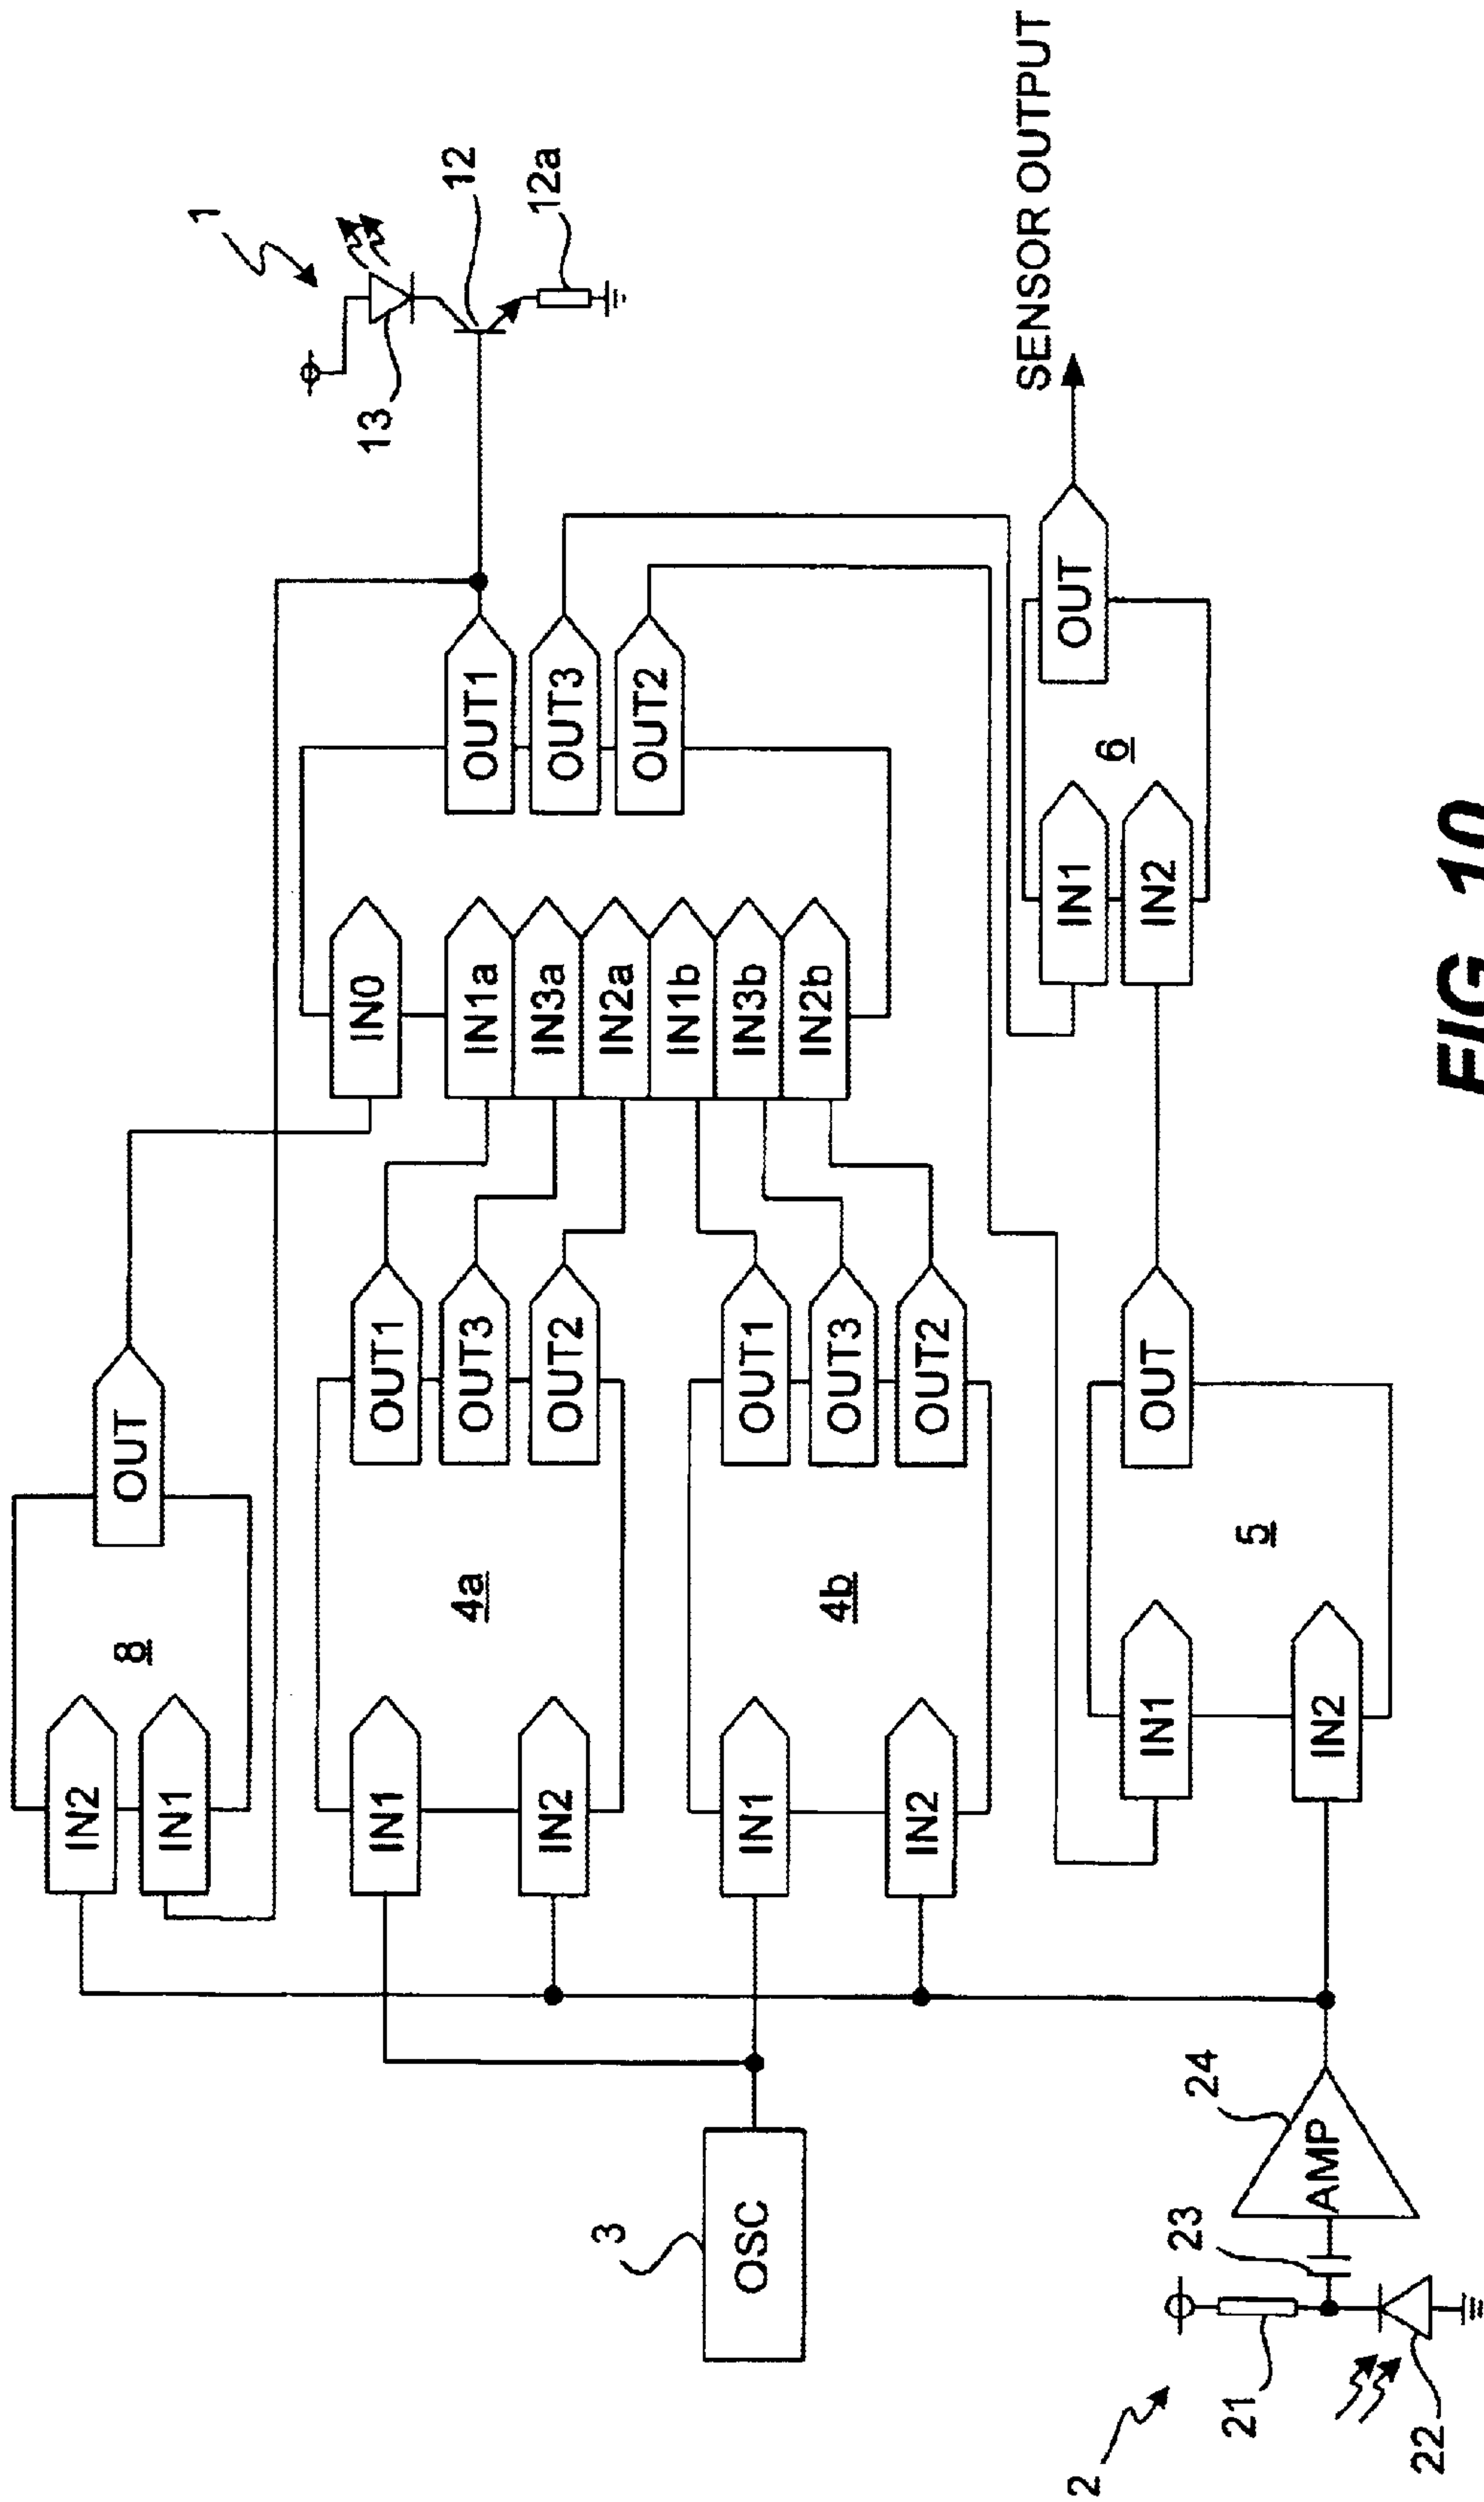 1
12
12a
13
OUT
8
IN2
IN1
IN0
IN1a
IN3a
IN2a
IN1b
IN3b
IN2b
OUT1
OUT3
OUT2
OUT1
OUT3
OUT2
4a
IN1
IN2
OUT1
OUT3
OUT2
4b
IN1
IN2
3
OSC
SENSOR OUTPUT
OUT
6
IN1
IN2
OUT
5
IN1
IN2
24
AMP
23
2
21
22
FIG 10